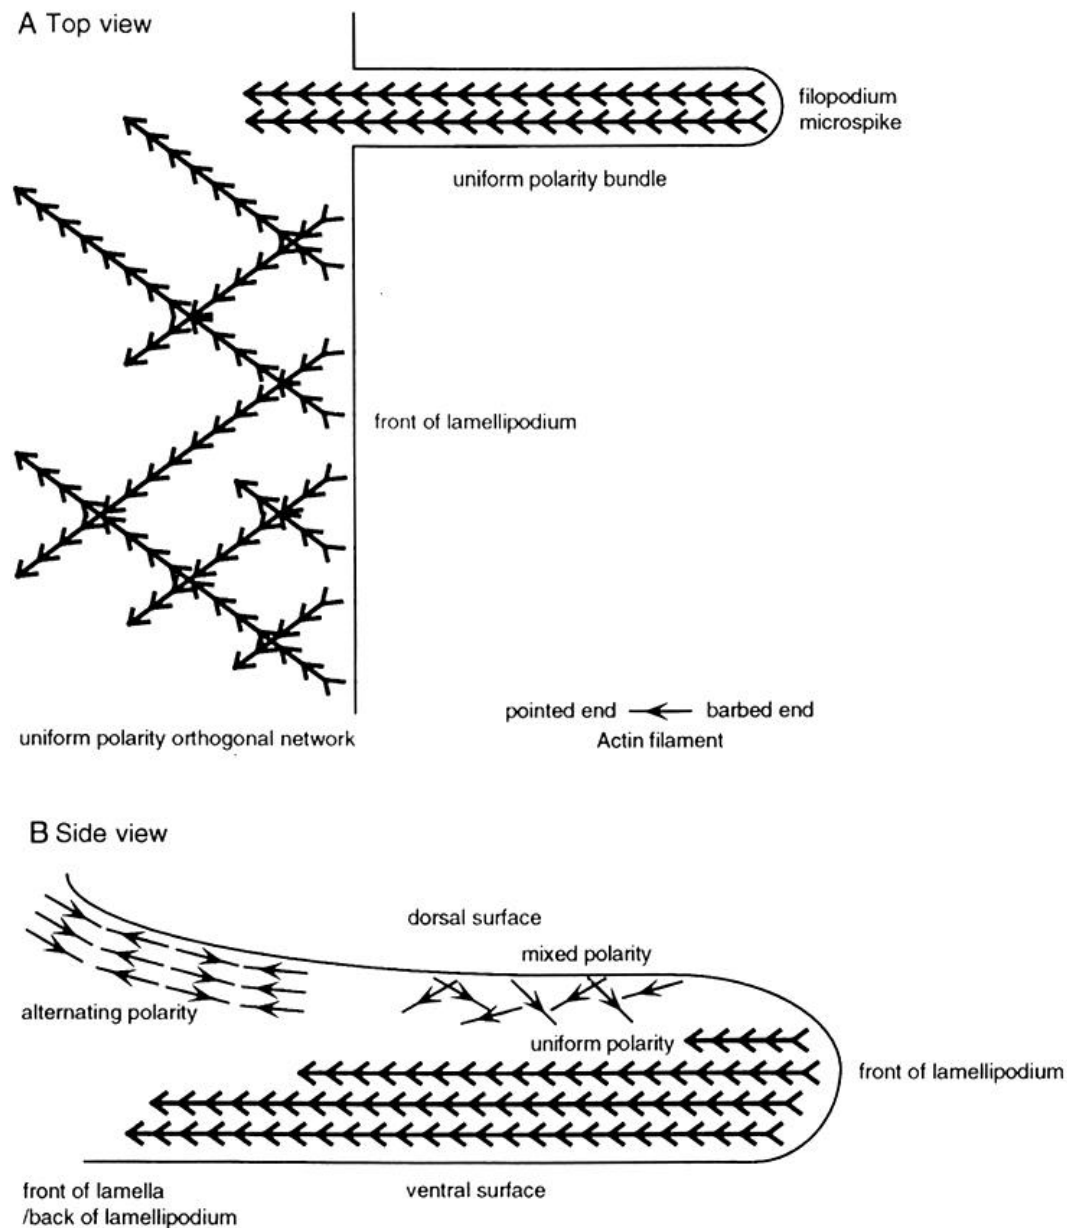 A Top view
filopodium
microspike
uniform polarity bundle
front of lamellipodium
pointed end barbed end
Actin filament
uniform polarity orthogonal network
B Side view
dorsal surface
mixed polarity
alternating polarity
uniform polarity
front of lamellipodium
front of lamella
/back of lamellipodium
ventral surface